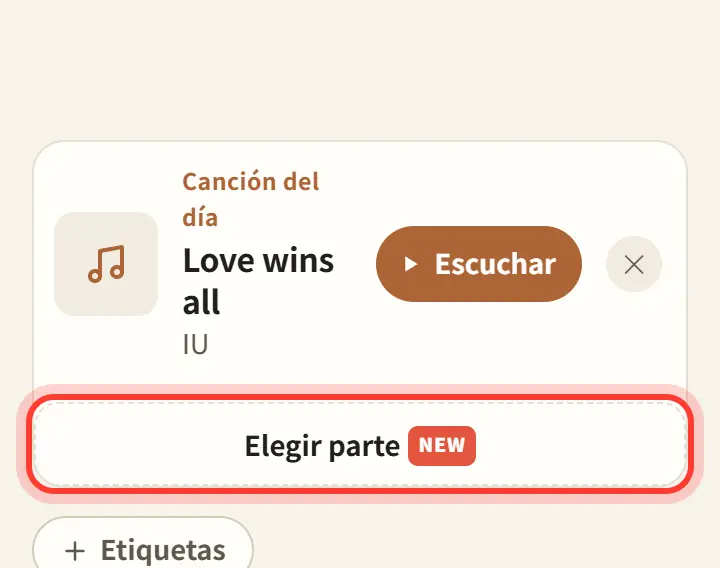 Canción del
día
Love wins
all
IU
Escuchar
Elegir parte NEW
+ Etiquetas